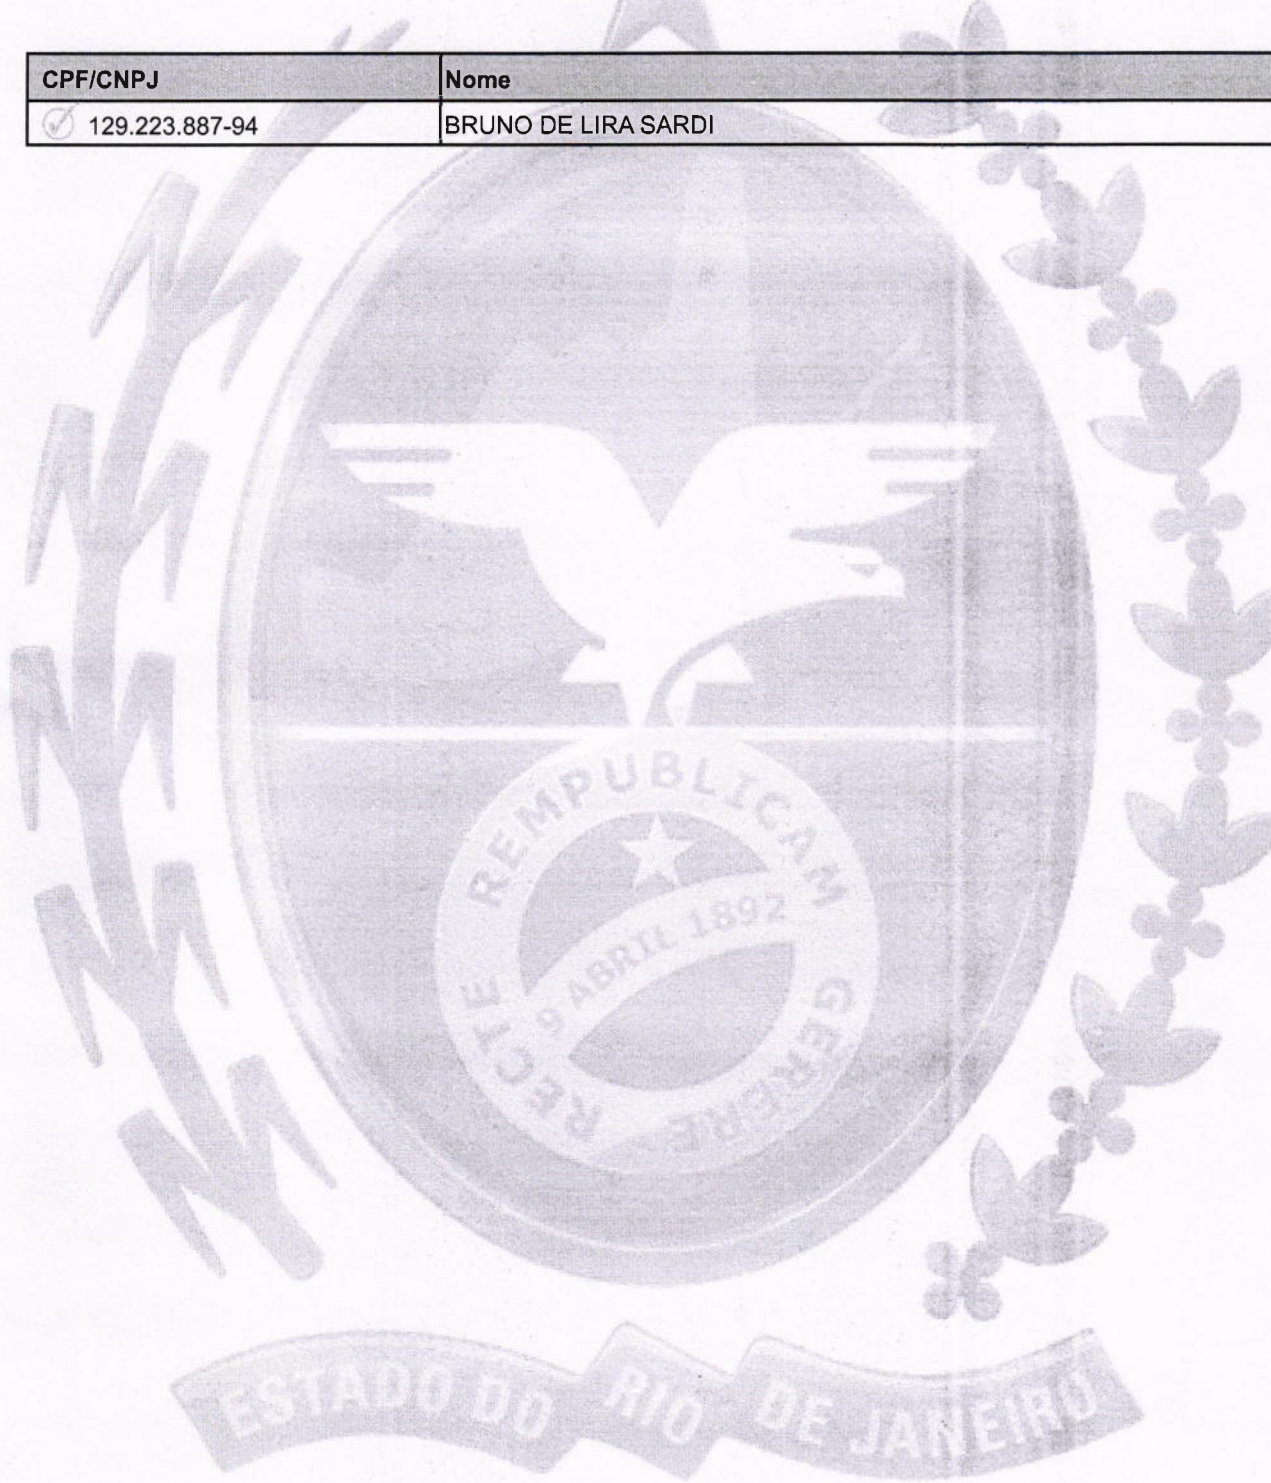 CPF/CNPJ Nome
129.223.887-94 BRUNO DE LIRA SARDI
RECTE REMPUBLICAM GERERE
9 ABRIL 1892
ESTADO DO RIO DE JANEIRO